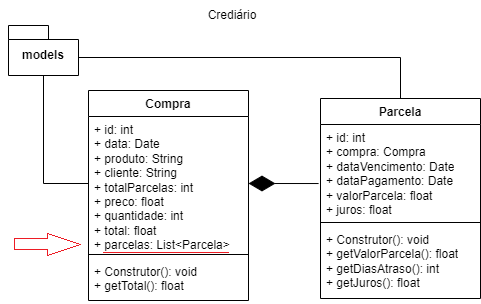 Crediário
models
Compra
+ id: int
+ data: Date
+ produto: String
+ cliente: String
+ totalParcelas: int
+ preco: float
+ quantidade: int
+ total: float
+ parcelas: List<Parcela>
+ Construtor(): void
+ getTotal(): float
Parcela
+ id: int
+ compra: Compra
+ dataVencimento: Date
+ dataPagamento: Date
+ valorParcela: float
+ juros: float
+ Construtor(): void
+ getValorParcela(): float
+ getDiasAtraso(): int
+ getJuros(): float